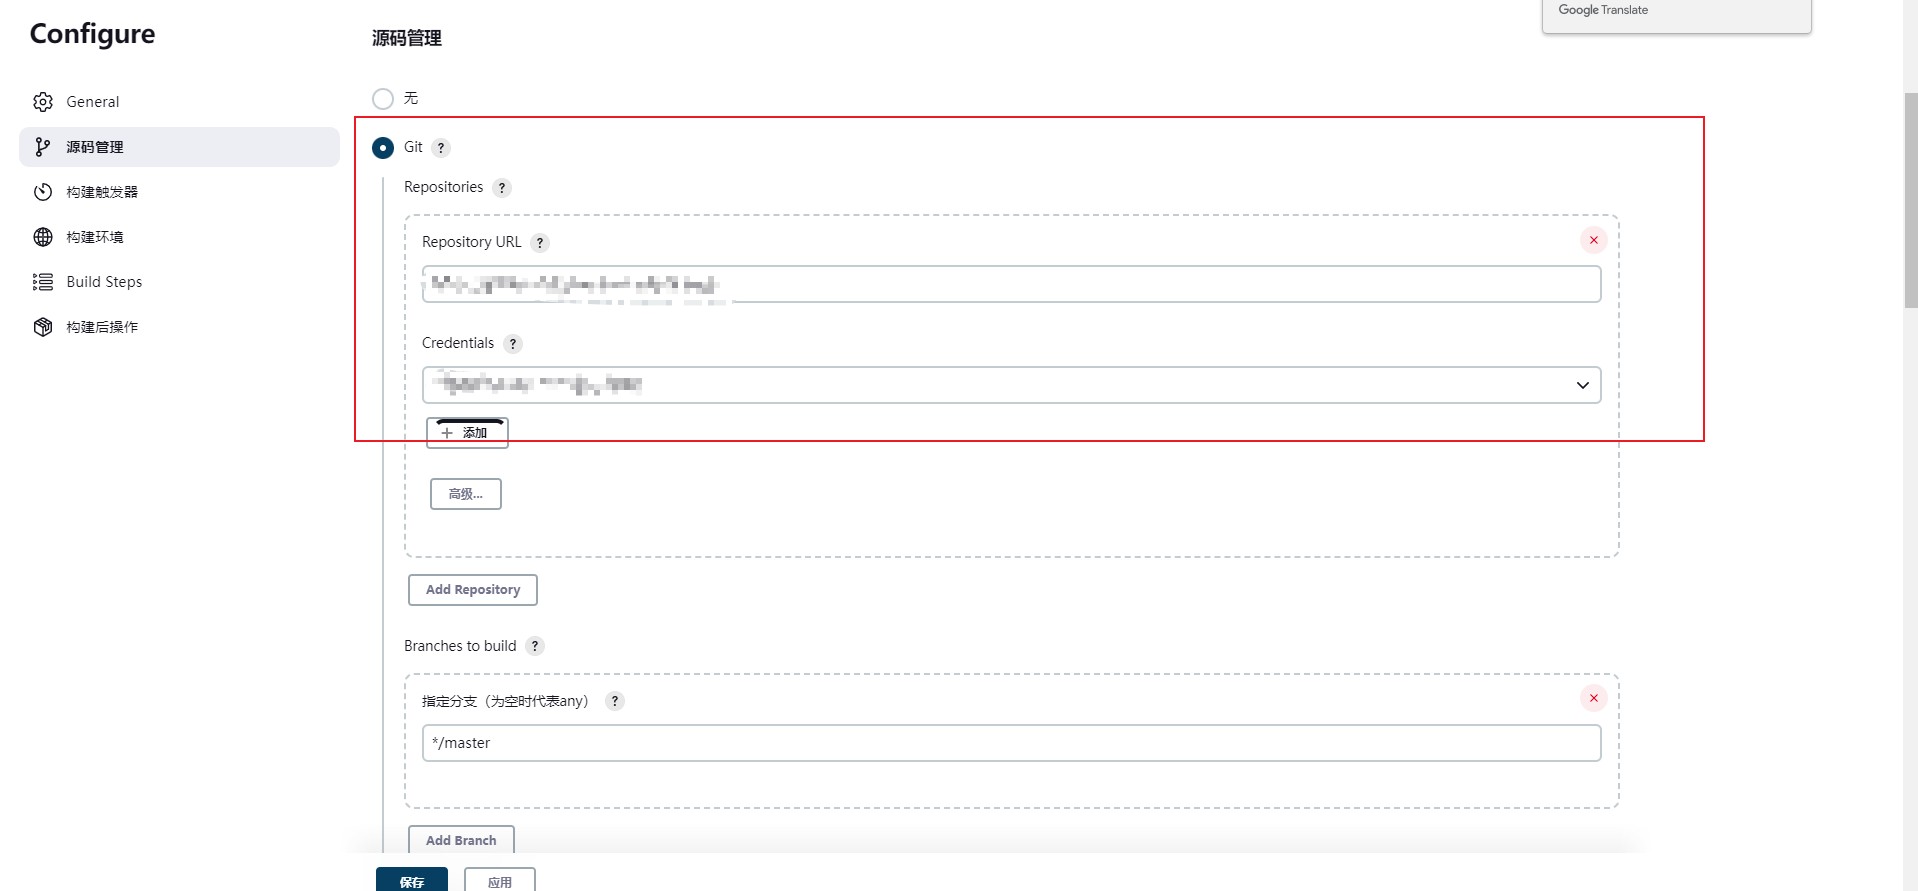 Configure
General
源码管理
构建触发器
构建环境
Build Steps
构建后操作
Google Translate
源码管理
无
Git ?
Repositories ?
Repository URL ?
Credentials ?
+ 添加
高级...
Add Repository
Branches to build ?
指定分支（为空时代表any） ?
*/master
Add Branch
保存 应用